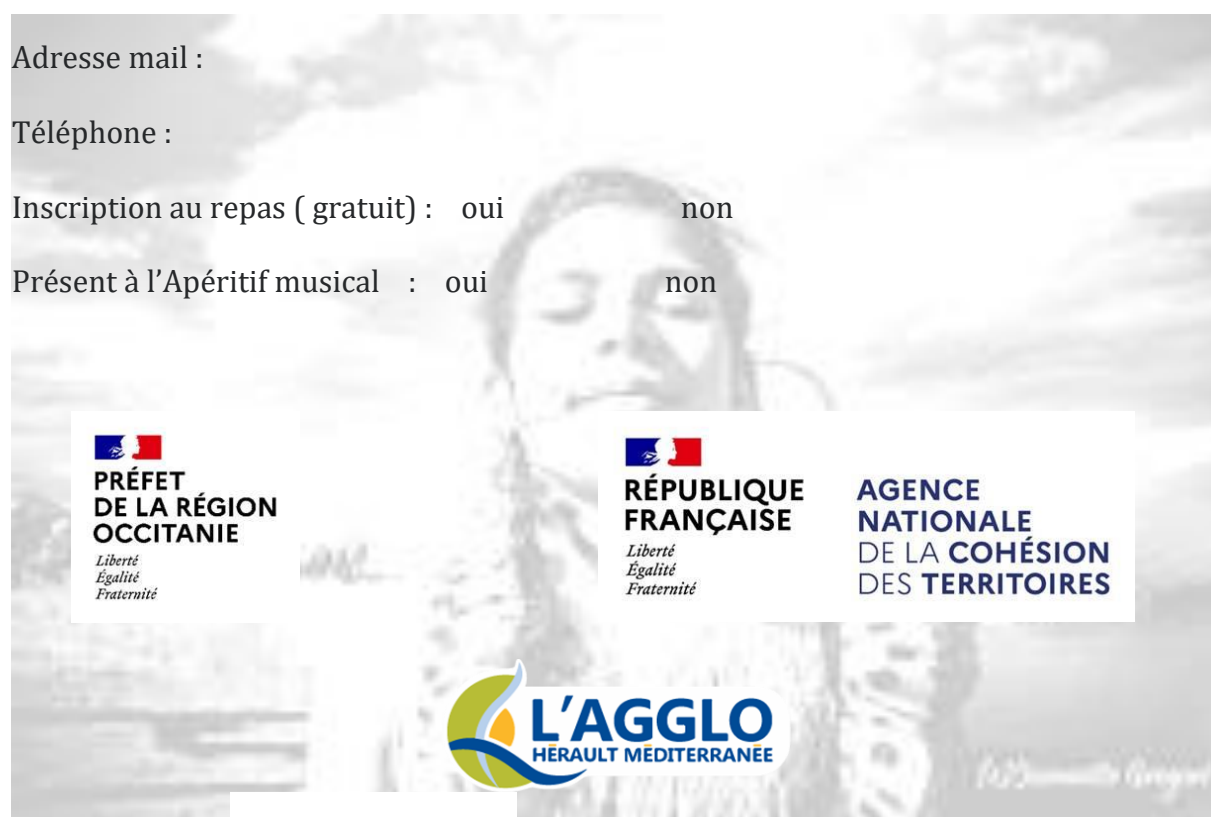 Adresse mail :
Téléphone :
Inscription au repas ( gratuit) : oui non
Présent à l’Apéritif musical : oui non
PRÉFET
DE LA RÉGION
OCCITANIE
Liberté
Égalité
Fraternité
RÉPUBLIQUE
FRANÇAISE
Liberté
Égalité
Fraternité
AGENCE
NATIONALE
DE LA COHÉSION
DES TERRITOIRES
L’AGGLO
HÉRAULT MÉDITERRANÉE